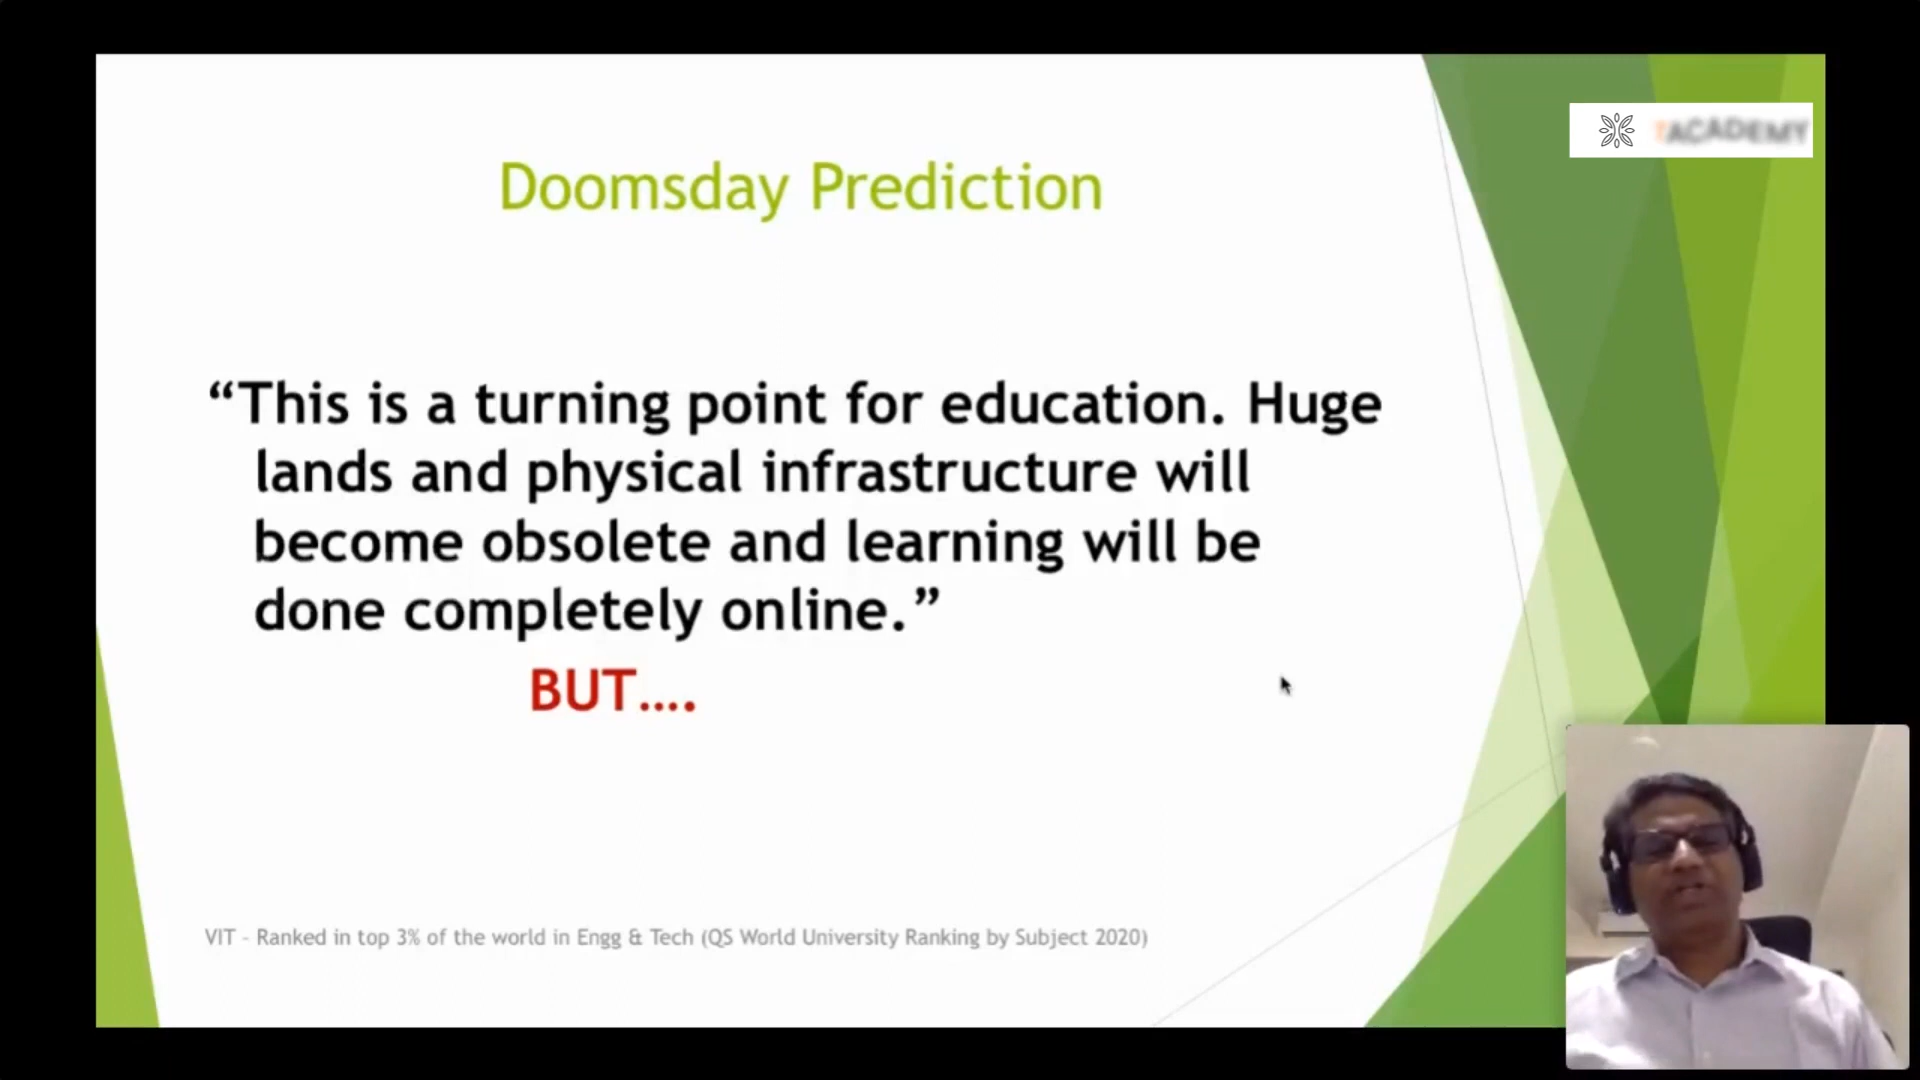 ACADEMY
Doomsday Prediction
“This is a turning point for education. Huge
lands and physical infrastructure will
become obsolete and learning will be
done completely online.”
BUT....
VIT - Ranked in top 3% of the world in Engg & Tech (QS World University Ranking by Subject 2020)